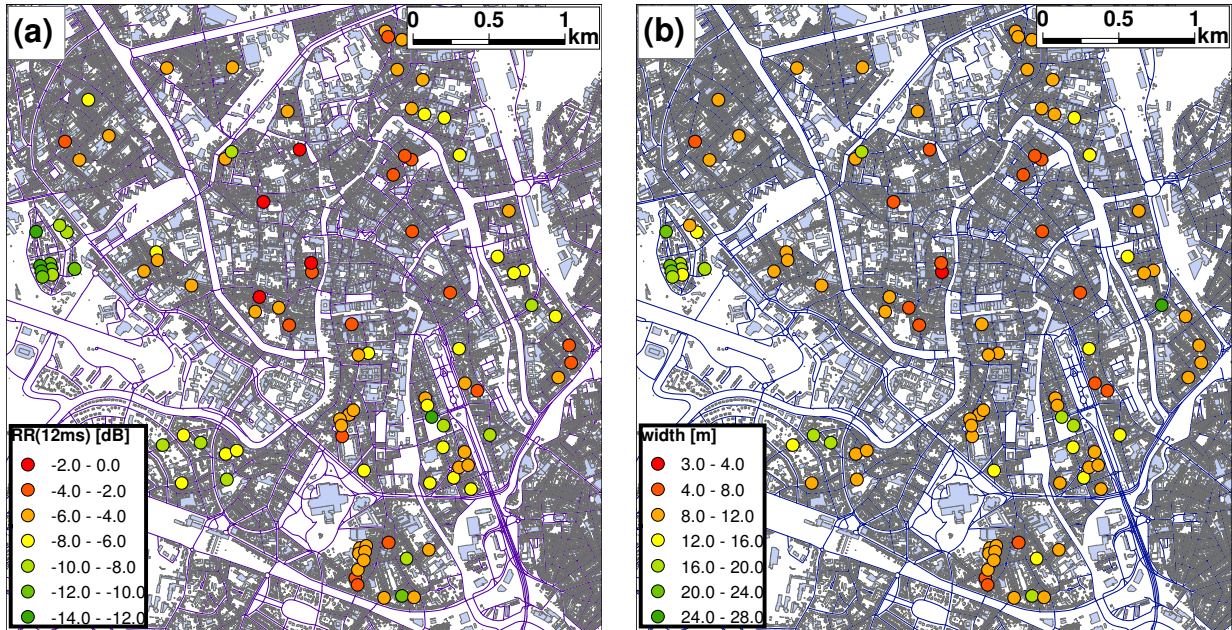 (a)
0 0.5 1
km
RR(12ms) [dB]
-2.0 - 0.0
-4.0 - -2.0
-6.0 - -4.0
-8.0 - -6.0
-10.0 - -8.0
-12.0 - -10.0
-14.0 - -12.0
(b)
0 0.5 1
km
width [m]
3.0 - 4.0
4.0 - 8.0
8.0 - 12.0
12.0 - 16.0
16.0 - 20.0
20.0 - 24.0
24.0 - 28.0